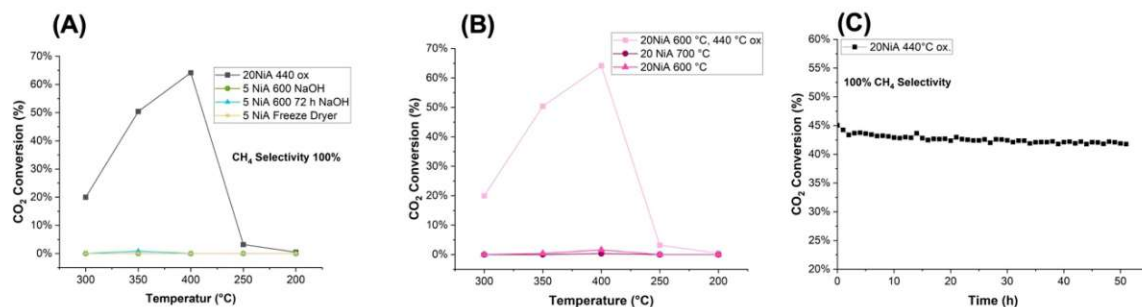 (A)
70%
60%
50%
40%
30%
20%
10%
0%
CO2 Conversion (%)
20NiA 440 ox
5 NiA 600 NaOH
5 NiA 600 72 h NaOH
5 NiA Freeze Dryer
CH4 Selectivity 100%
300 350 400 250 200
Temperatur (°C)
(B)
70%
60%
50%
40%
30%
20%
10%
0%
CO2 Conversion (%)
20NiA 600 °C, 440 °C ox.
20 NiA 700 °C
20NiA 600 °C
300 350 400 250 200
Temperature (°C)
(C)
60%
55%
50%
45%
40%
35%
30%
25%
20%
CO2 Conversion (%)
20NiA 440°C ox.
100% CH4 Selectivity
0 10 20 30 40 50
Time (h)